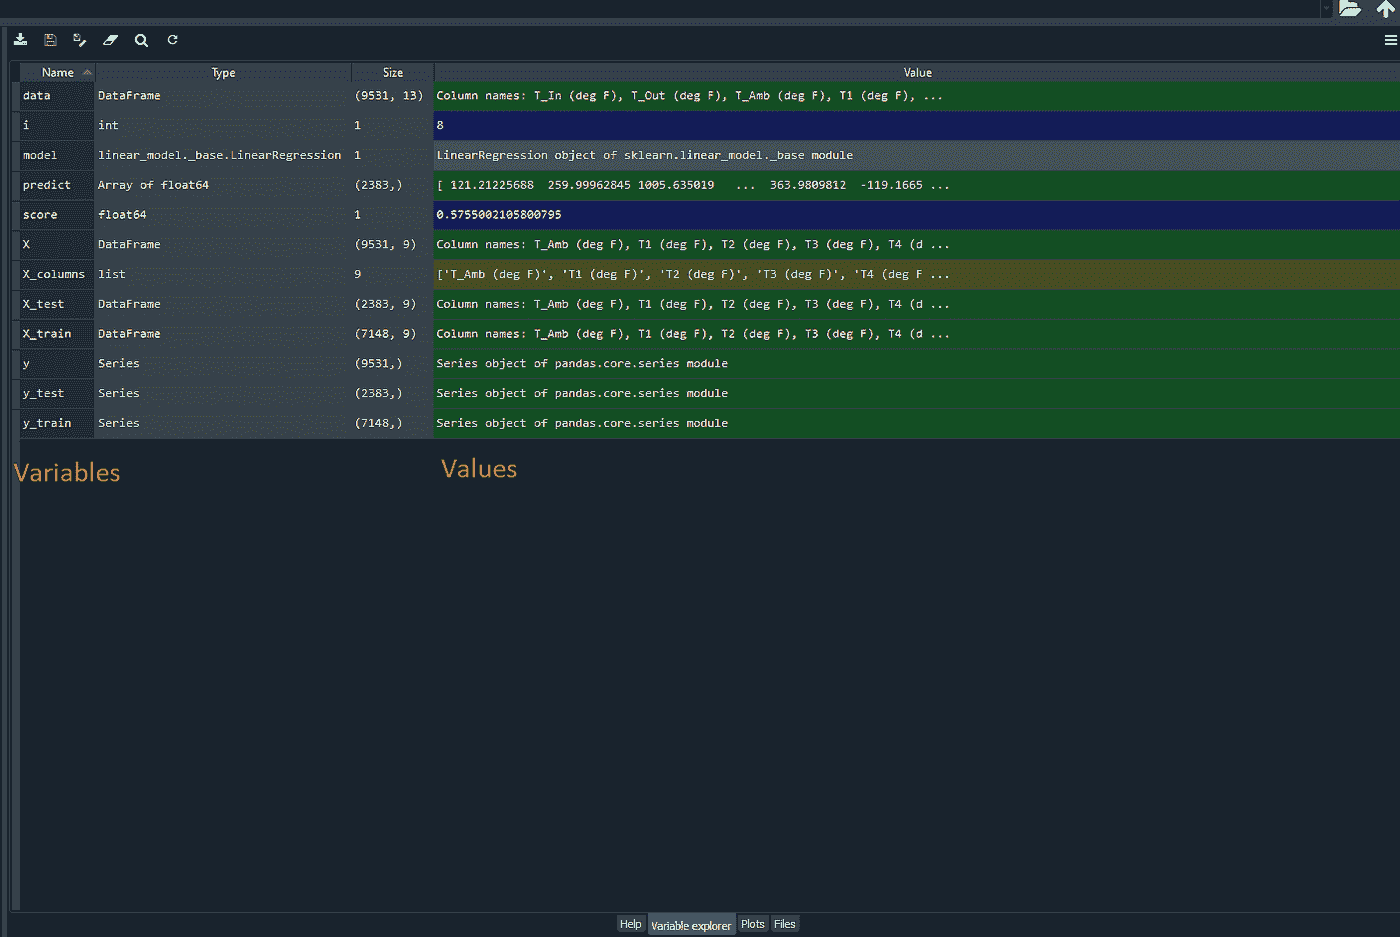 Name Type Size Value
data DataFrame (9531, 13) Column names: T_In (deg F), T_Out (deg F), T_Amb (deg F), T1 (deg F), ...
i int 1 8
model linear_model._base.LinearRegression 1 LinearRegression object of sklearn.linear_model._base module
predict Array of float64 (2383,) [ 121.21225688 259.99962845 1005.635019 ... 363.9809812 -119.1665 ...
score float64 1 0.5755002105800795
X DataFrame (9531, 9) Column names: T_Amb (deg F), T1 (deg F), T2 (deg F), T3 (deg F), T4 (d ...
X_columns list 9 ['T_Amb (deg F)', 'T1 (deg F)', 'T2 (deg F)', 'T3 (deg F)', 'T4 (deg F ...
X_test DataFrame (2383, 9) Column names: T_Amb (deg F), T1 (deg F), T2 (deg F), T3 (deg F), T4 (d ...
X_train DataFrame (7148, 9) Column names: T_Amb (deg F), T1 (deg F), T2 (deg F), T3 (deg F), T4 (d ...
y Series (9531,) Series object of pandas.core.series module
y_test Series (2383,) Series object of pandas.core.series module
y_train Series (7148,) Series object of pandas.core.series module
Variables Values
Help Variable explorer Plots Files